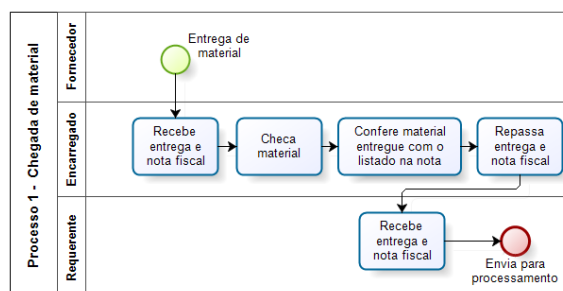 Processo 1 - Chegada de material
Fornecedor
Entrega de
material
Encarregado
Recebe
entrega e
nota fiscal
Checa
material
Confere material
entregue com o
listado na nota
Repassa
entrega e
nota fiscal
Requerente
Recebe
entrega e
nota fiscal
Envia para
processamento